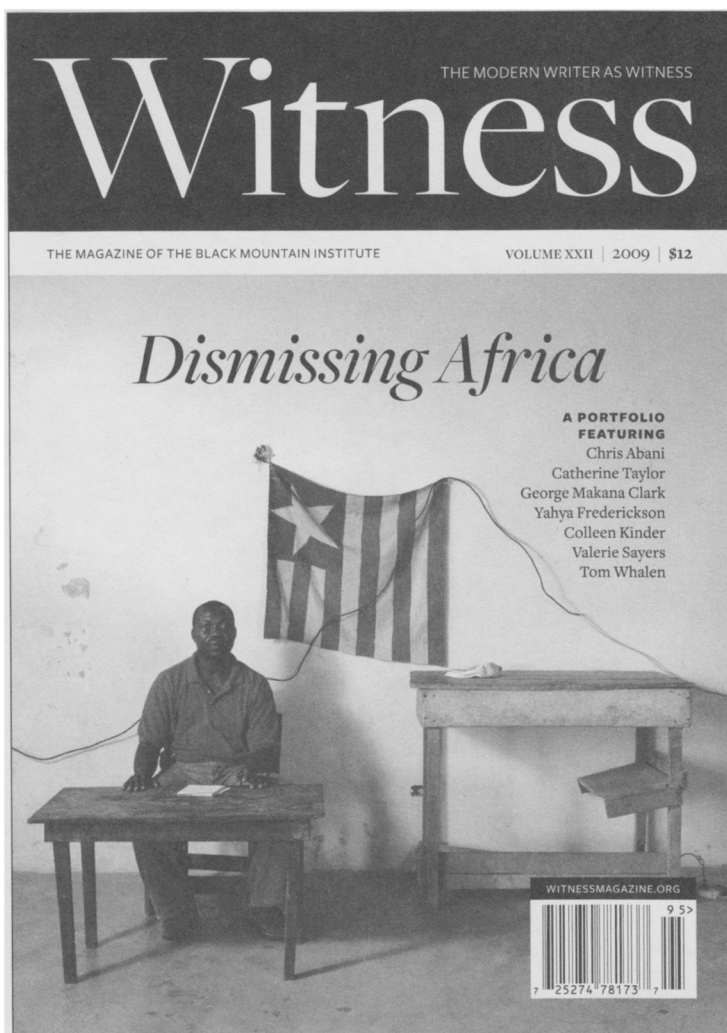 THE MODERN WRITER AS WITNESS
Witness
THE MAGAZINE OF THE BLACK MOUNTAIN INSTITUTE
VOLUME XXII | 2009 | $12
Dismissing Africa
A PORTFOLIO
FEATURING
Chris Abani
Catherine Taylor
George Makana Clark
Yahya Frederickson
Colleen Kinder
Valerie Sayers
Tom Whalen
WITNESSMAGAZINE.ORG
9 5>
7 25274 78173 7